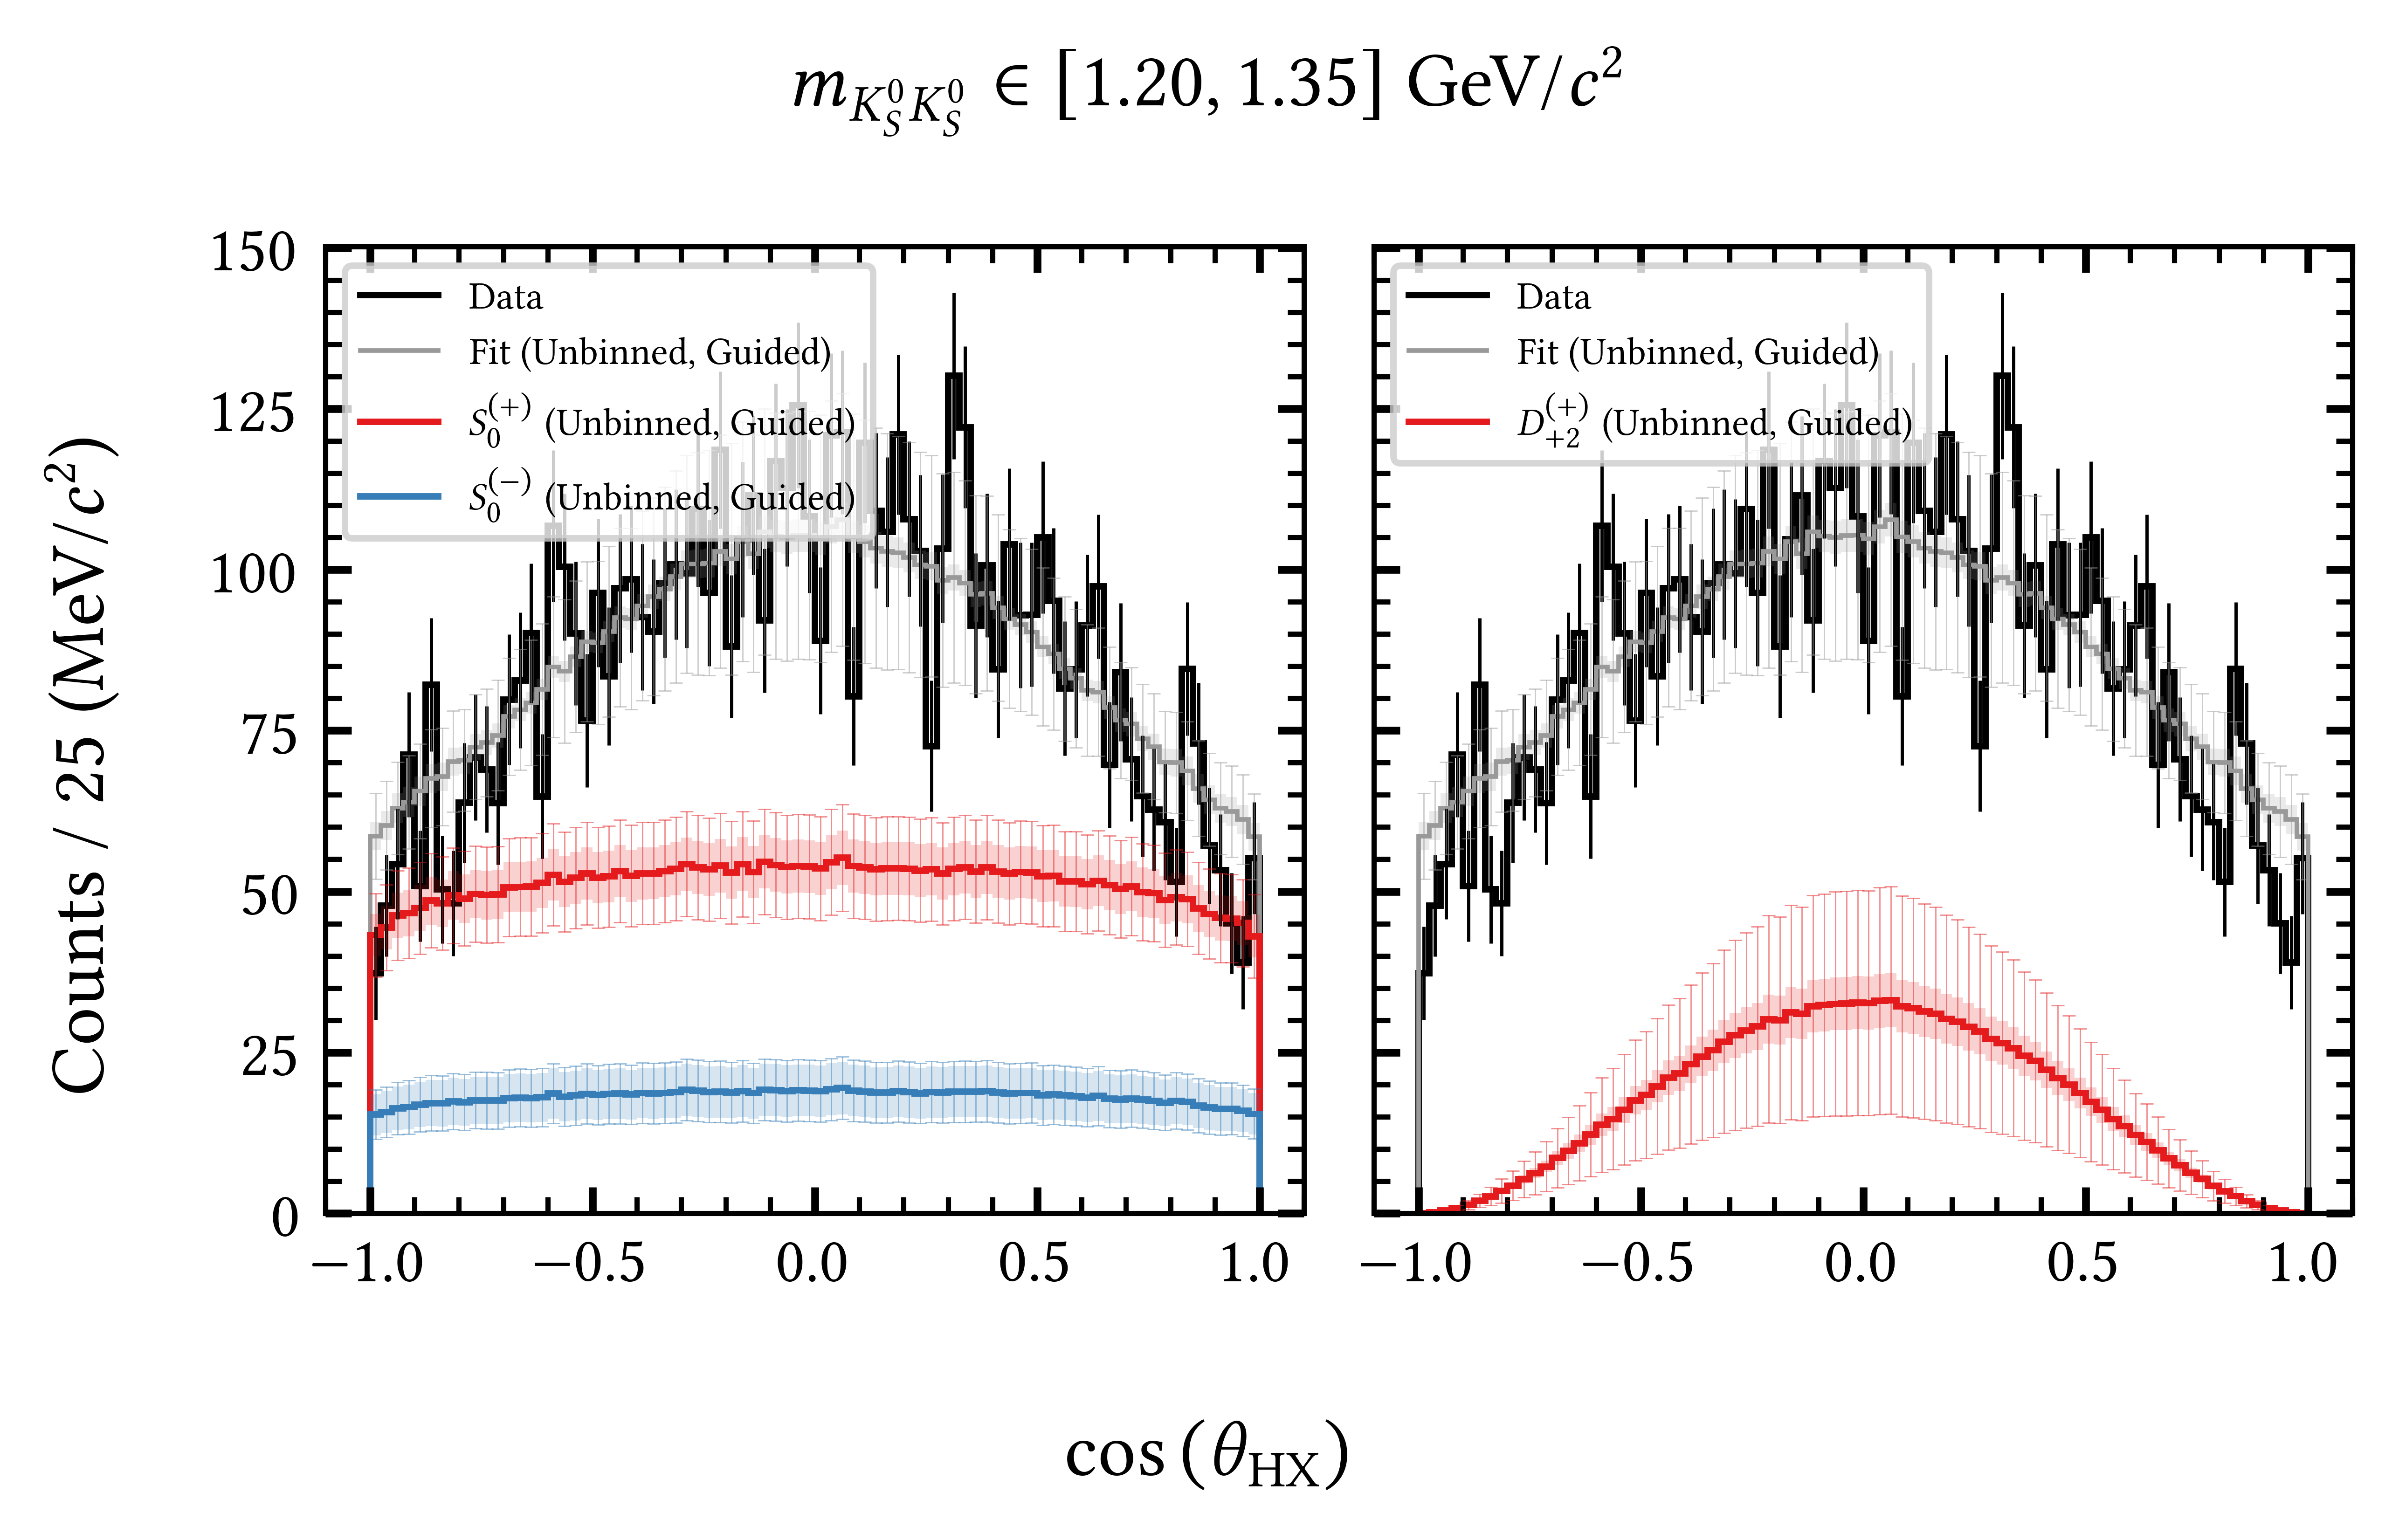 m_{K_S^0 K_S^0} ∈ [1.20, 1.35] GeV/c²
Counts / 25 (MeV/c²)
150
125
100
75
50
25
0
Data
Fit (Unbinned, Guided)
S_0^{(+)} (Unbinned, Guided)
S_0^{(−)} (Unbinned, Guided)
−1.0 −0.5 0.0 0.5 1.0
Data
Fit (Unbinned, Guided)
D_{+2}^{(+)} (Unbinned, Guided)
−1.0 −0.5 0.0 0.5 1.0
cos (θ_{HX})